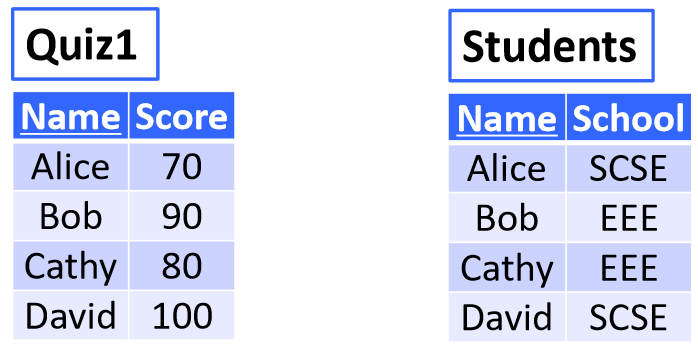 Quiz1
Name Score
Alice 70
Bob 90
Cathy 80
David 100
Students
Name School
Alice SCSE
Bob EEE
Cathy EEE
David SCSE